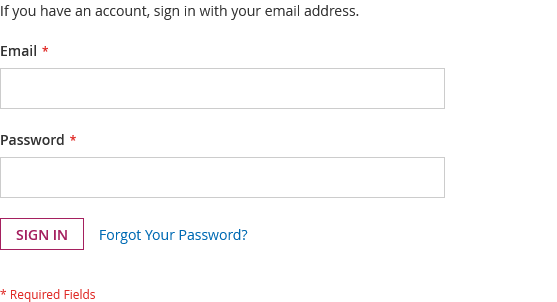 If you have an account, sign in with your email address.
Email *
Password *
SIGN IN Forgot Your Password?
* Required Fields